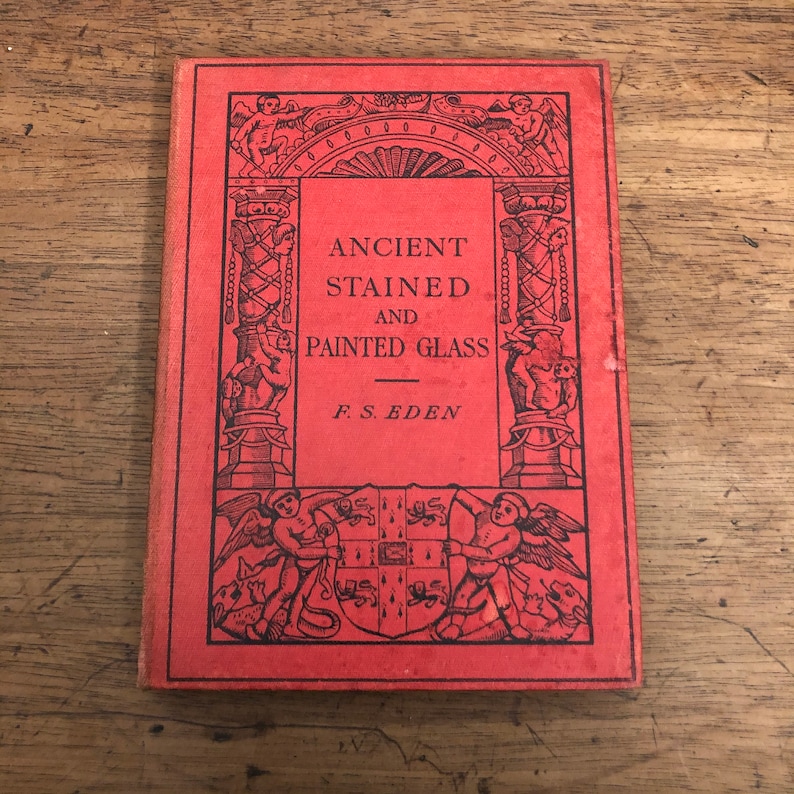 ANCIENT
STAINED
AND
PAINTED GLASS
F. S. EDEN